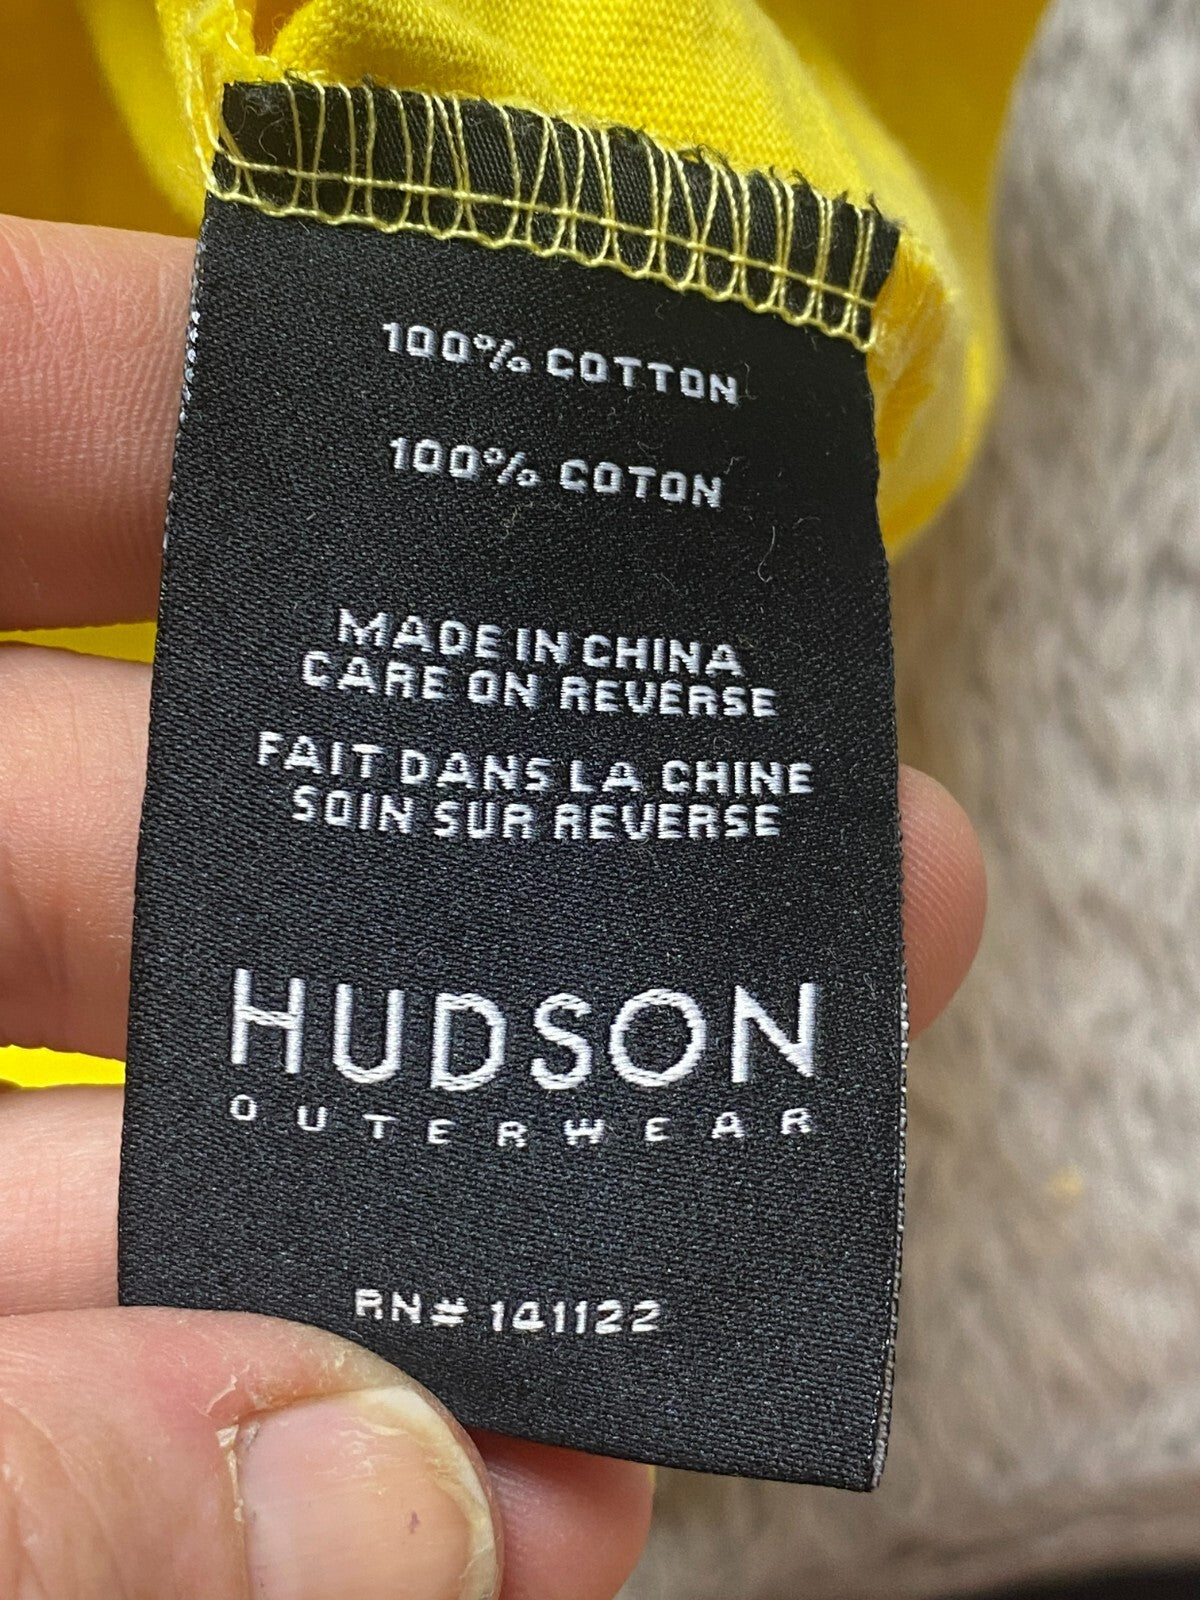 100% COTTON
100% COTON
MADE IN CHINA
CARE ON REVERSE
FAIT DANS LA CHINE
SOIN SUR REVERSE
HUDSON
OUTERWEAR
RN# 141122